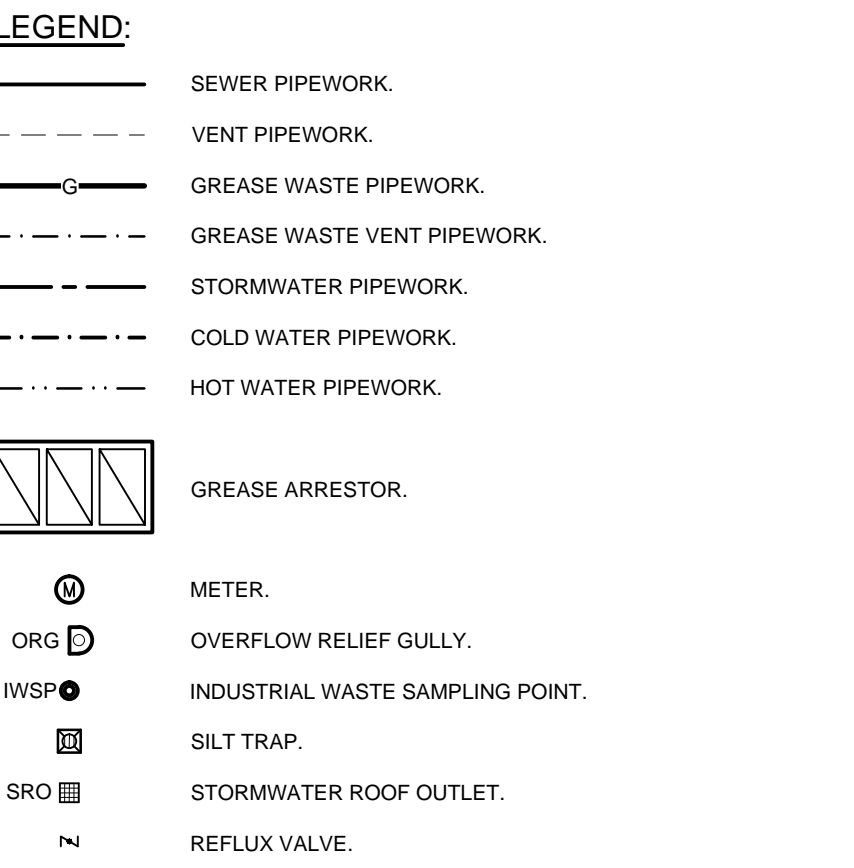 LEGEND:
SEWER PIPEWORK.
VENT PIPEWORK.
G GREASE WASTE PIPEWORK.
GREASE WASTE VENT PIPEWORK.
STORMWATER PIPEWORK.
COLD WATER PIPEWORK.
HOT WATER PIPEWORK.
GREASE ARRESTOR.
M METER.
ORG OVERFLOW RELIEF GULLY.
IWSP INDUSTRIAL WASTE SAMPLING POINT.
SILT TRAP.
SRO STORMWATER ROOF OUTLET.
REFLUX VALVE.